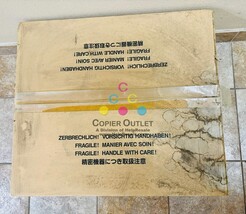 精密機器につき取扱注意
FRAGILE! HANDLE WITH CARE!
FRAGILE! MANIER AVEC SOIN!
ZERBRECHLICH! VORSICHTIG HANDHABEN!
C
C C
COPIER OUTLET
A Division of
ZERBRECHLICH! VORSICHTIG HANDHABEN!
FRAGILE! MANIER AVEC SOIN!
FRAGILE! HANDLE WITH CARE!
精密機器につき取扱注意